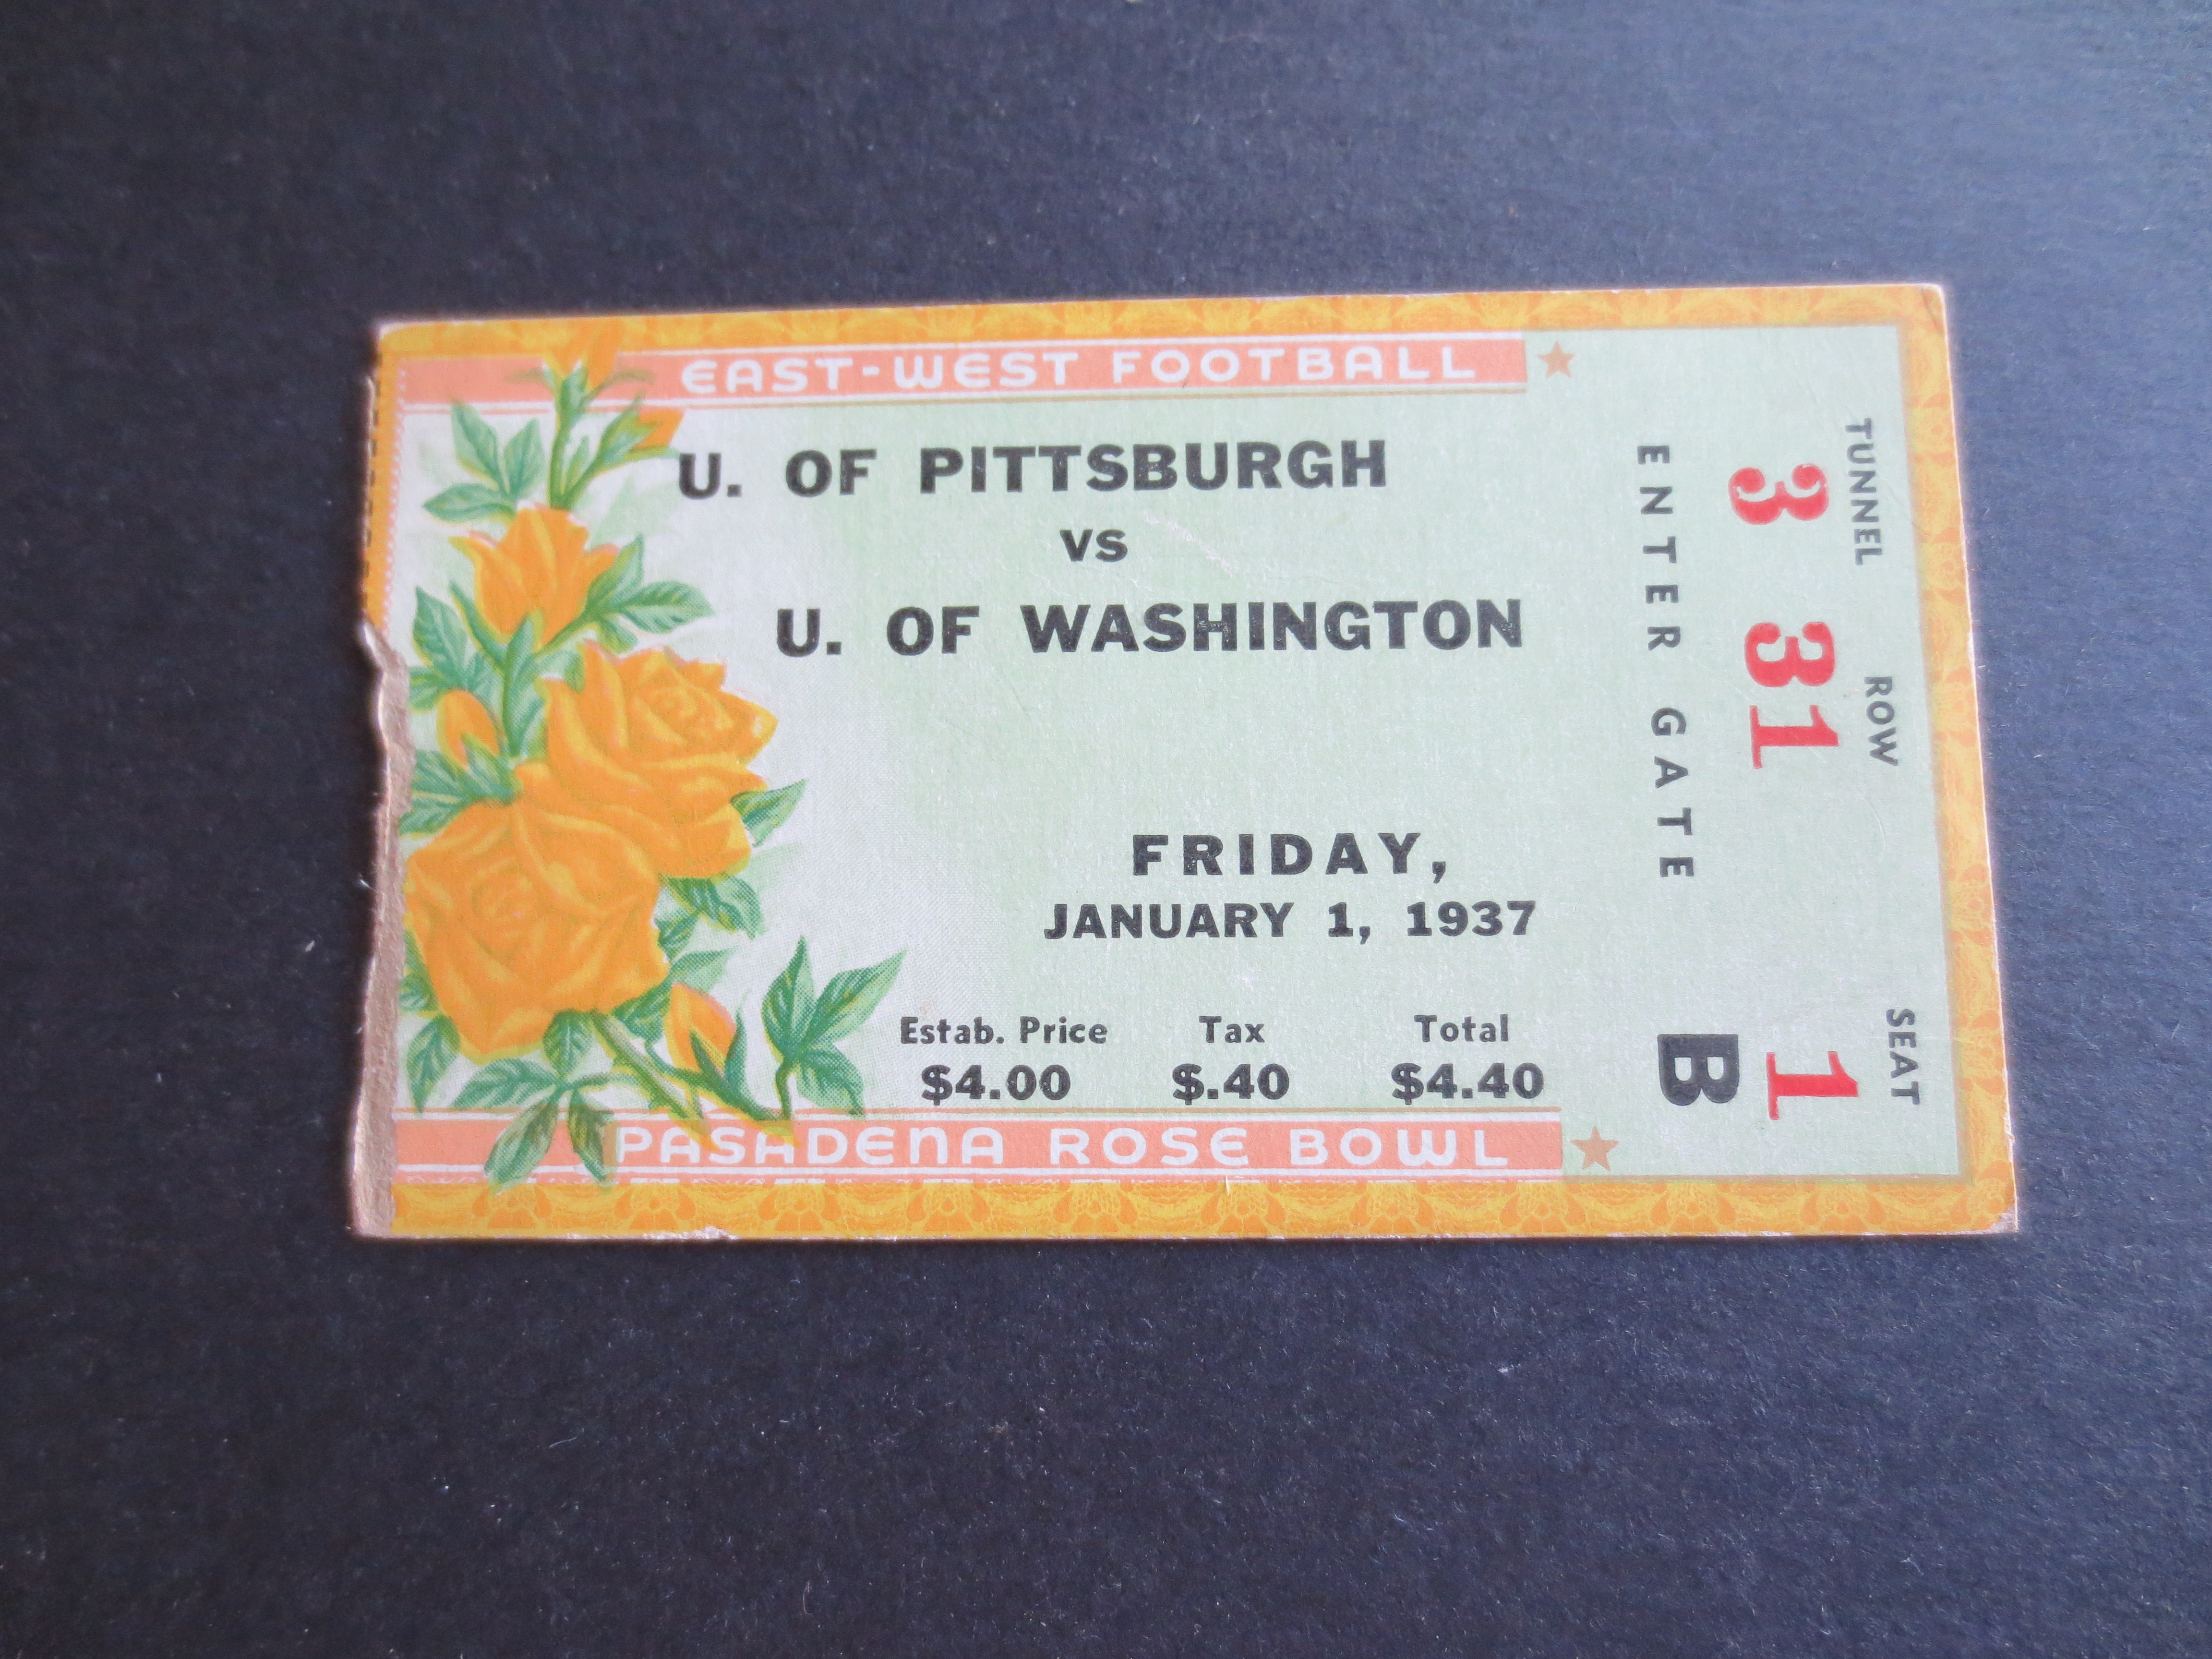 EAST-WEST FOOTBALL
U. OF PITTSBURGH
VS
U. OF WASHINGTON
FRIDAY,
JANUARY 1, 1937
Estab. Price Tax Total
$4.00 $.40 $4.40
PASADENA ROSE BOWL
TUNNEL ROW SEAT
3 31 1
ENTER GATE B